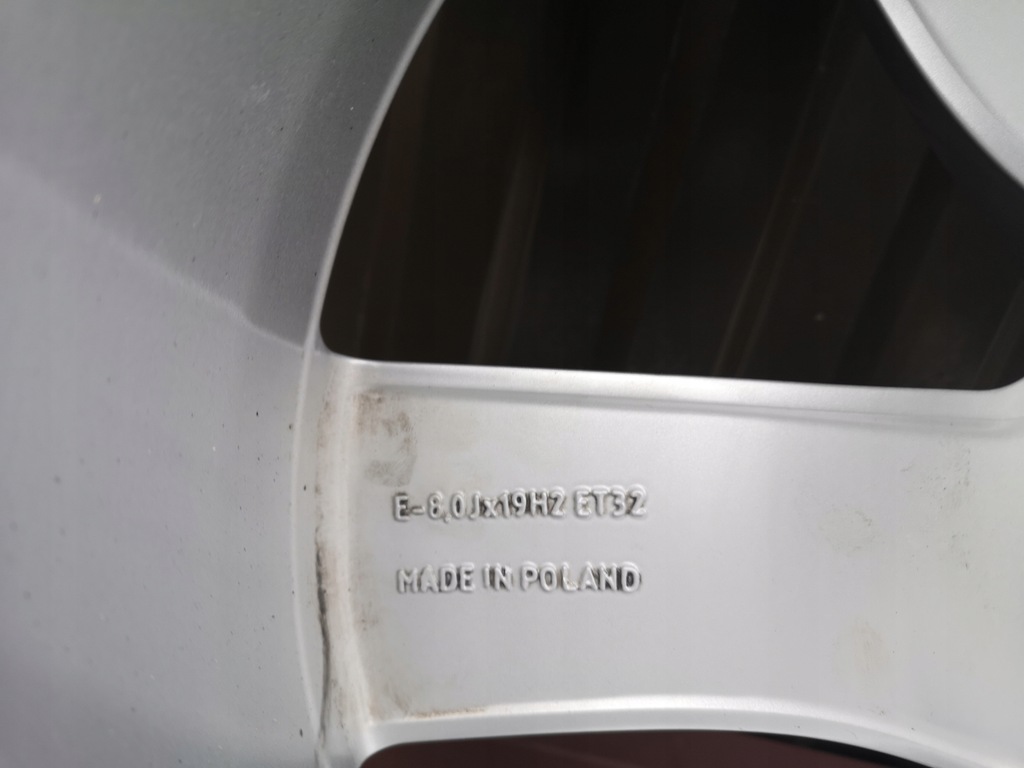 E-8,0Jx19H2 ET32
MADE IN POLAND